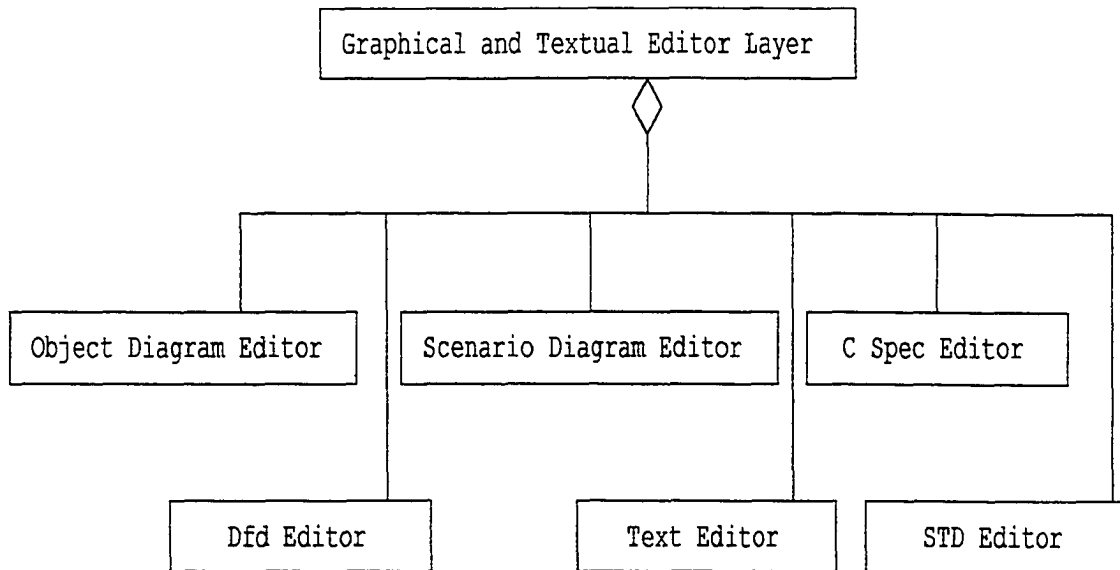 Graphical and Textual Editor Layer
Object Diagram Editor
Scenario Diagram Editor
C Spec Editor
Dfd Editor
Text Editor
STD Editor